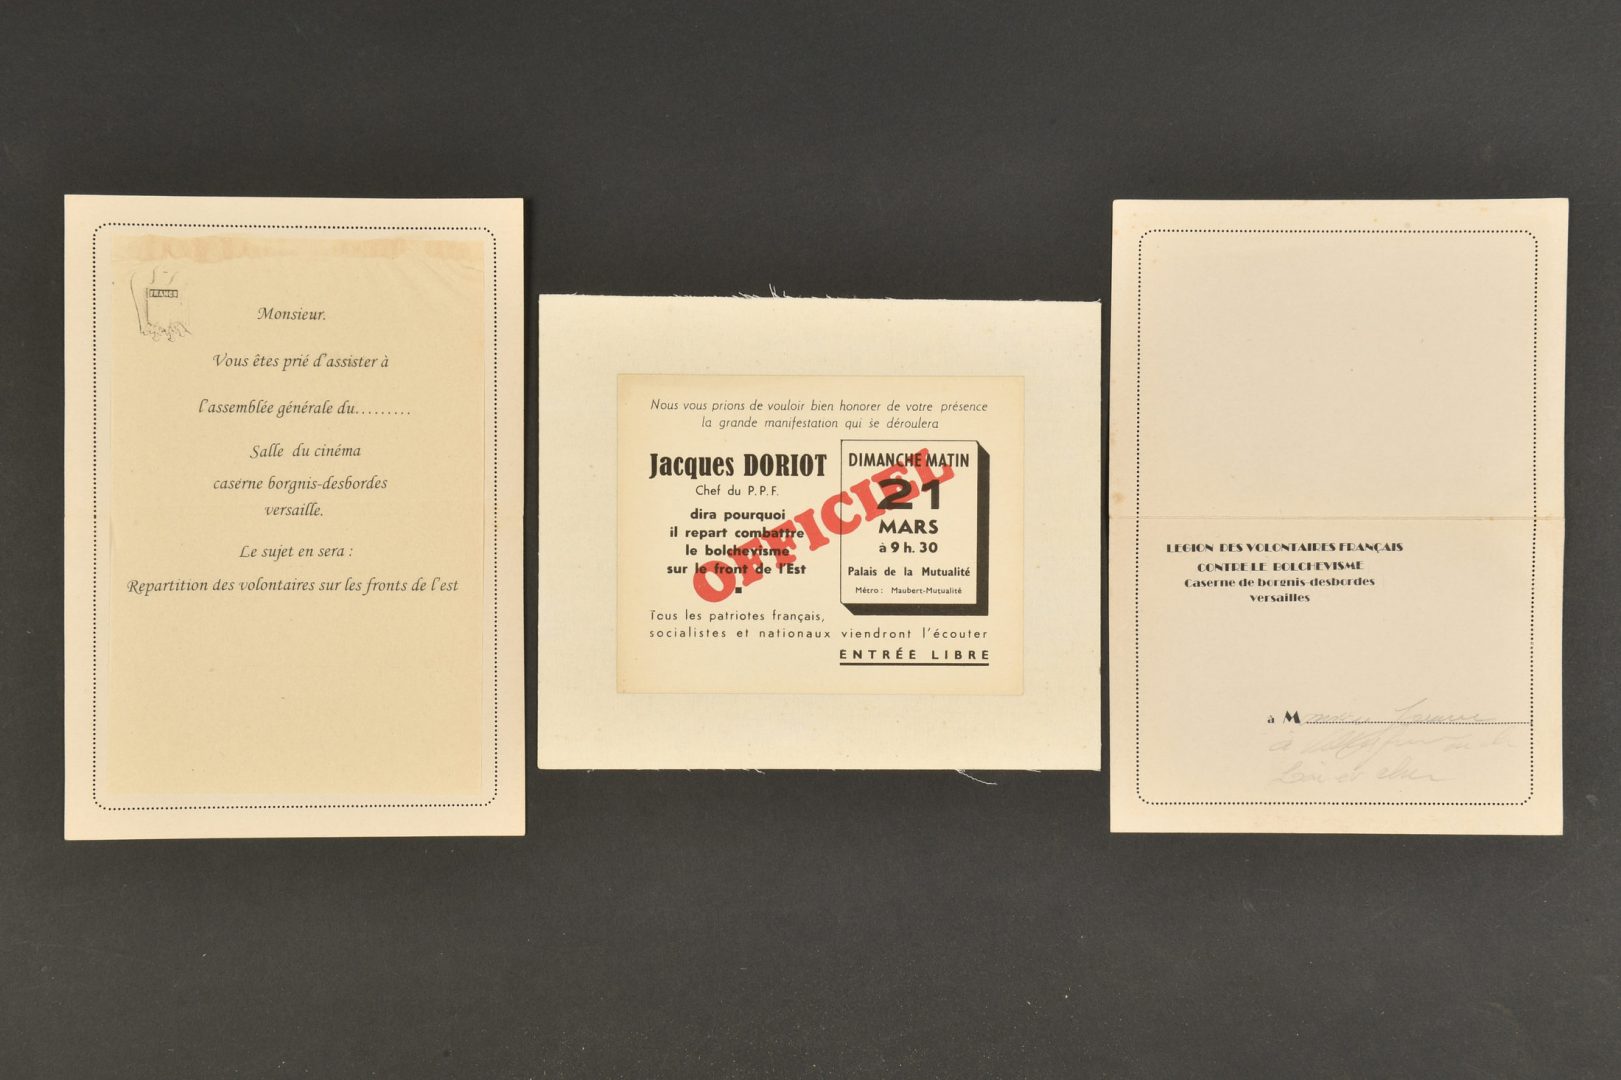 FRANCE
Monsieur.
Vous êtes prié d'assister à
l'assemblée générale du.........
Salle du cinéma
caserne borgnis-desbordes
versaille.
Le sujet en sera :
Repartition des volontaires sur les fronts de l'est
Nous vous prions de vouloir bien honorer de votre présence
la grande manifestation qui se déroulera
Jacques DORIOT
Chef du P.P.F.
dira pourquoi
il repart combattre
le bolchevisme
sur le front de l'Est
DIMANCHE MATIN
21
MARS
à 9 h. 30
Palais de la Mutualité
Métro : Maubert-Mutualité
OFFICIEL
Tous les patriotes français,
socialistes et nationaux viendront l'écouter
ENTRÉE LIBRE
LEGION DES VOLONTAIRES FRANÇAIS
CONTRE LE BOLCHEVISME
Caserne de borgnis-desbordes
versailles
à M
à
Loir et cher